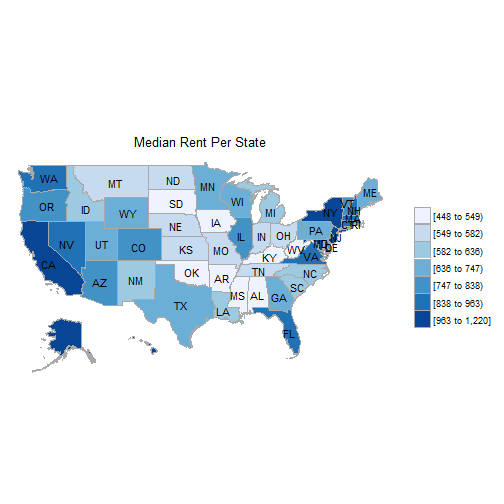 Median Rent Per State
WA
MT
ND
MN
ME
OR
ID
SD
WI
MI
VT
NH
NY
MA
CT
RI
WY
IA
NE
PA
NJ
NV
UT
CO
IL
IN
OH
MD
DE
CA
KS
MO
WV
VA
KY
AZ
NM
OK
AR
TN
NC
SC
TX
LA
MS
AL
GA
FL
[448 to 549)
[549 to 582)
[582 to 636)
[636 to 747)
[747 to 838)
[838 to 963)
[963 to 1,220]